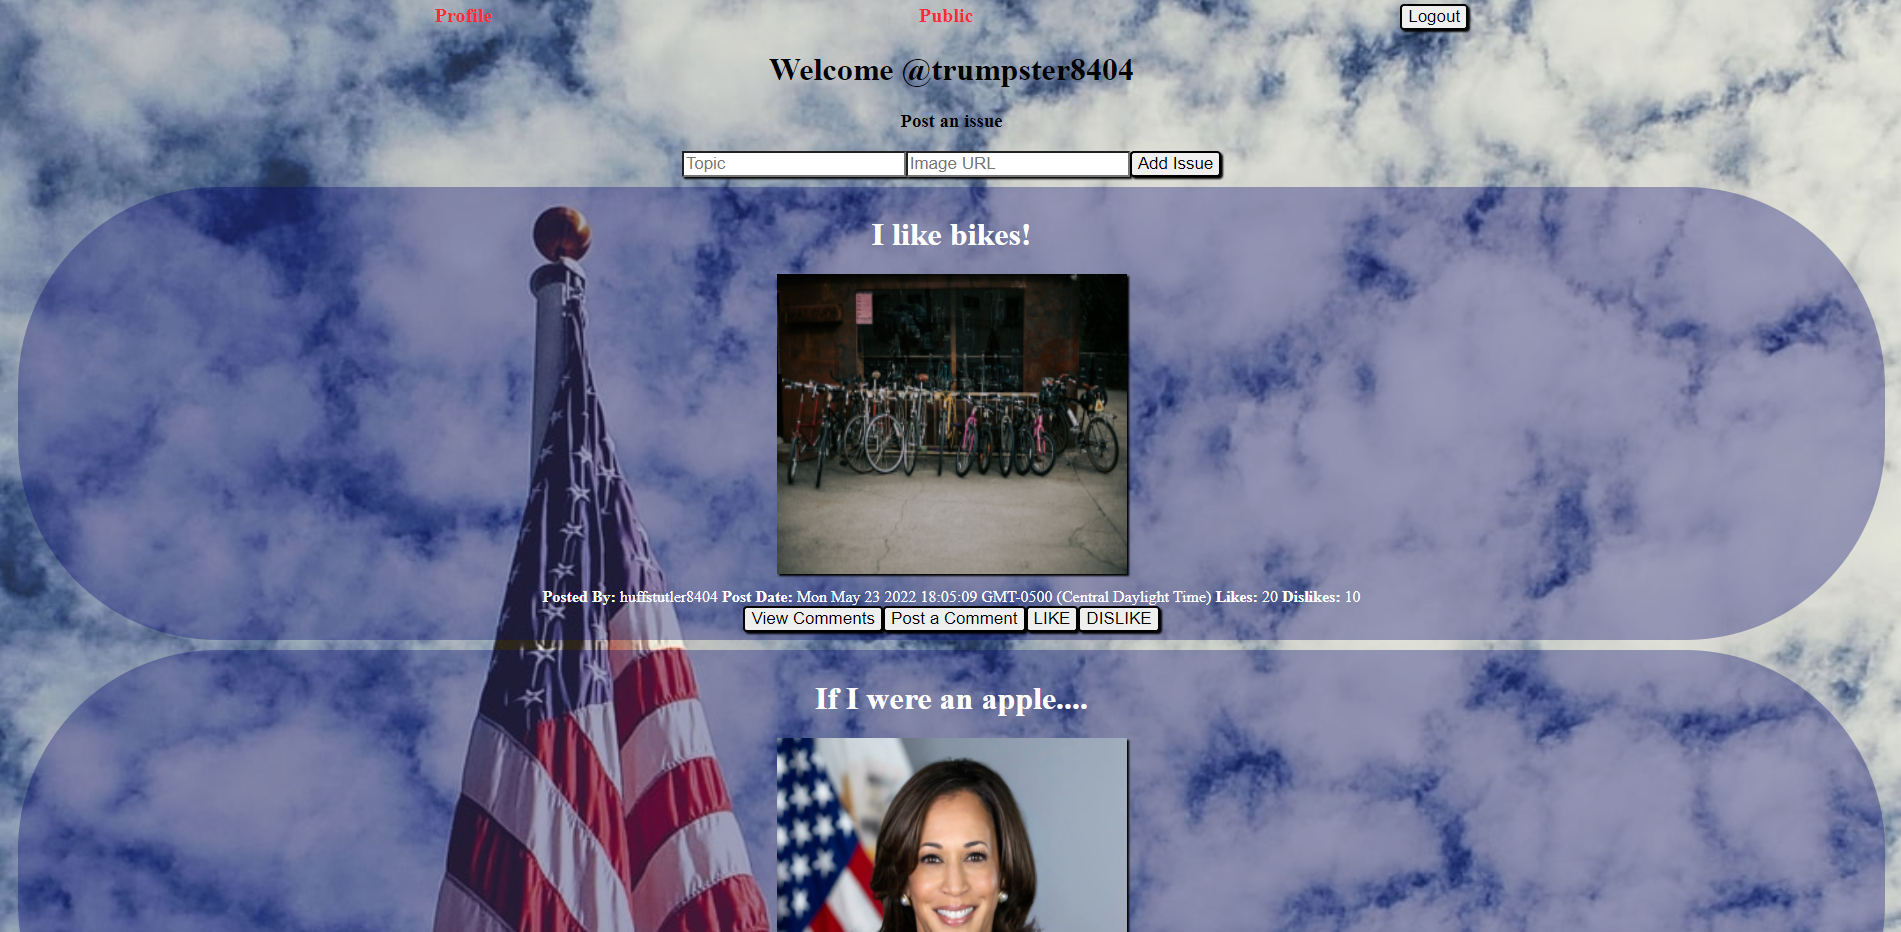 Profile Public Logout
Welcome @trumpster8404
Post an issue
Topic Image URL Add Issue
I like bikes!
Posted By: huffstutler8404 Post Date: Mon May 23 2022 18:05:09 GMT-0500 (Central Daylight Time) Likes: 20 Dislikes: 10
View Comments Post a Comment LIKE DISLIKE
If I were an apple....